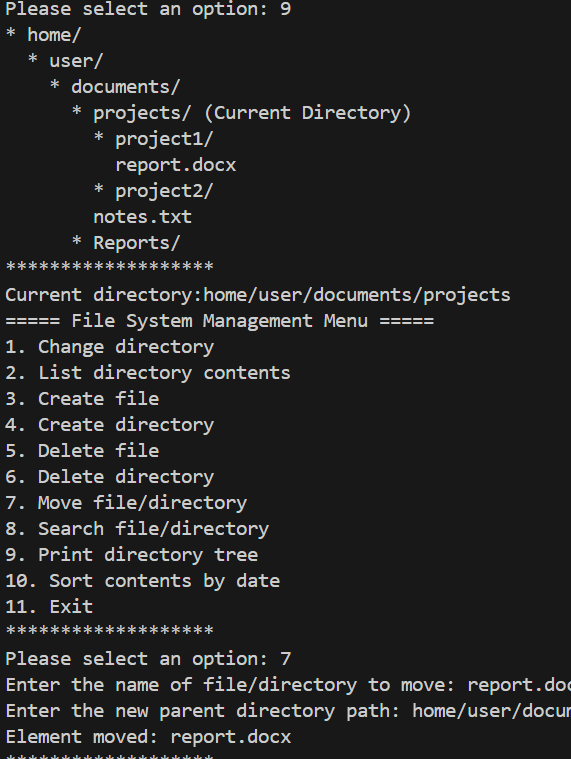 Please select an option: 9
* home/
  * user/
    * documents/
      * projects/ (Current Directory)
        * project1/
          report.docx
        * project2/
        notes.txt
      * Reports/
*******************
Current directory:home/user/documents/projects
===== File System Management Menu =====
1. Change directory
2. List directory contents
3. Create file
4. Create directory
5. Delete file
6. Delete directory
7. Move file/directory
8. Search file/directory
9. Print directory tree
10. Sort contents by date
11. Exit
*******************
Please select an option: 7
Enter the name of file/directory to move: report.doc
Enter the new parent directory path: home/user/docum
Element moved: report.docx
*******************